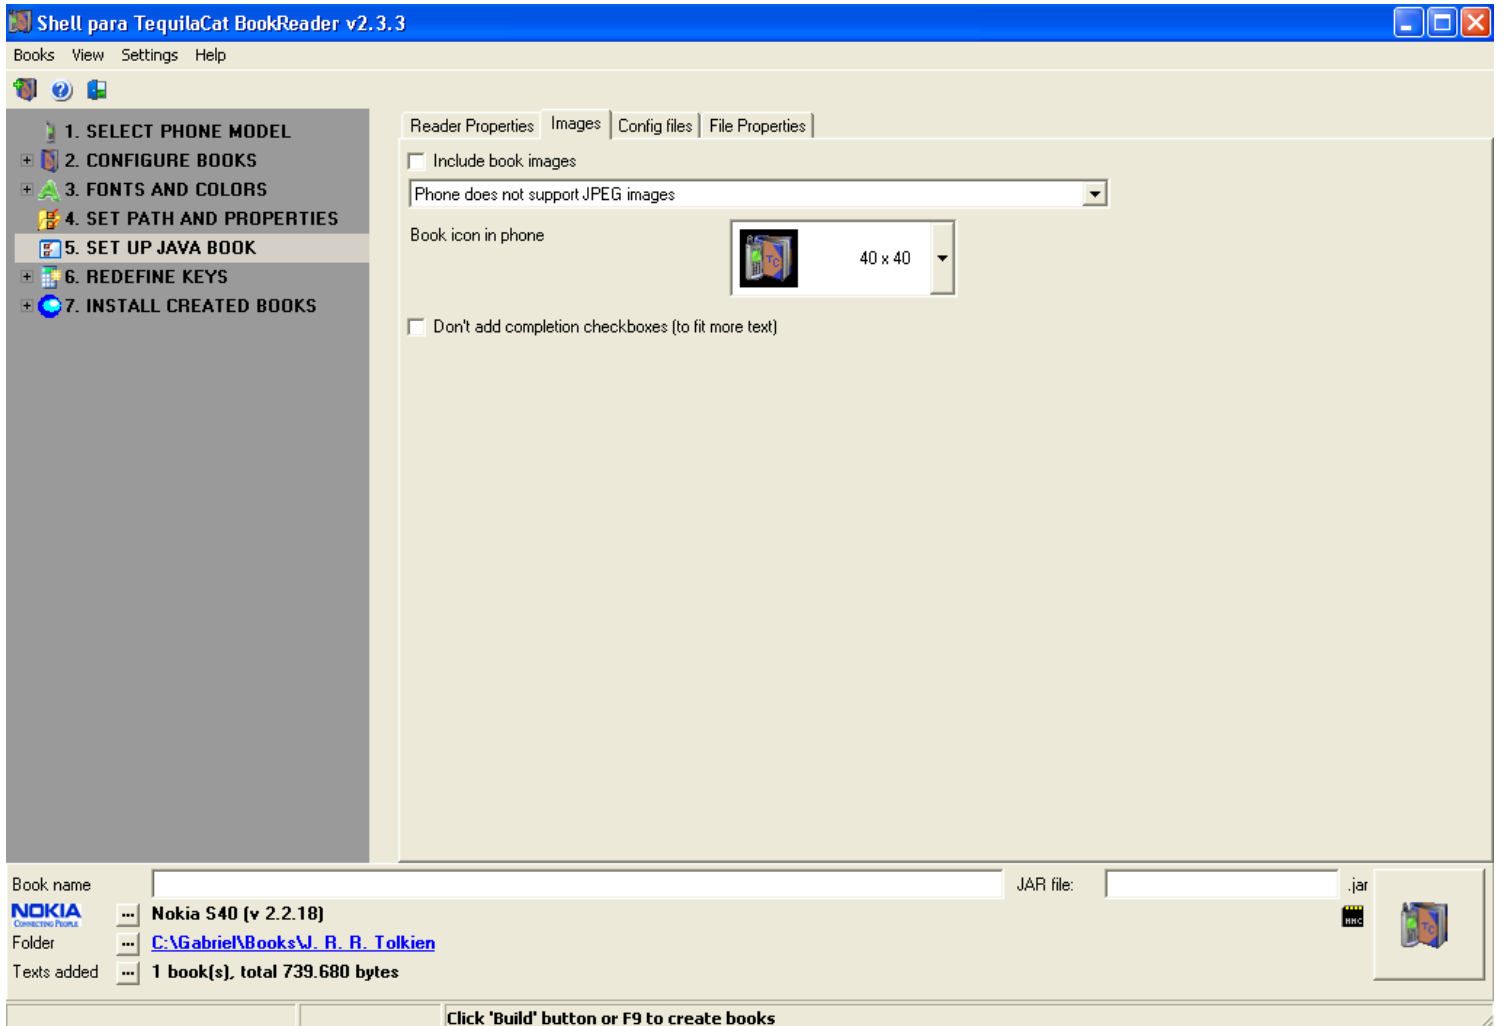 Shell para TequilaCat BookReader v2.3.3
Books View Settings Help
1. SELECT PHONE MODEL
2. CONFIGURE BOOKS
3. FONTS AND COLORS
4. SET PATH AND PROPERTIES
5. SET UP JAVA BOOK
6. REDEFINE KEYS
7. INSTALL CREATED BOOKS
Reader Properties Images Config files File Properties
Include book images
Phone does not support JPEG images
Book icon in phone
TC
40 x 40
Don't add completion checkboxes (to fit more text)
Book name JAR file: .jar
NOKIA
CONNECTING PEOPLE
... Nokia S40 (v 2.2.18)
MMC
Folder ... C:\Gabriel\Books\J. R. R. Tolkien
TC
Texts added ... 1 book(s), total 739.680 bytes
Click 'Build' button or F9 to create books